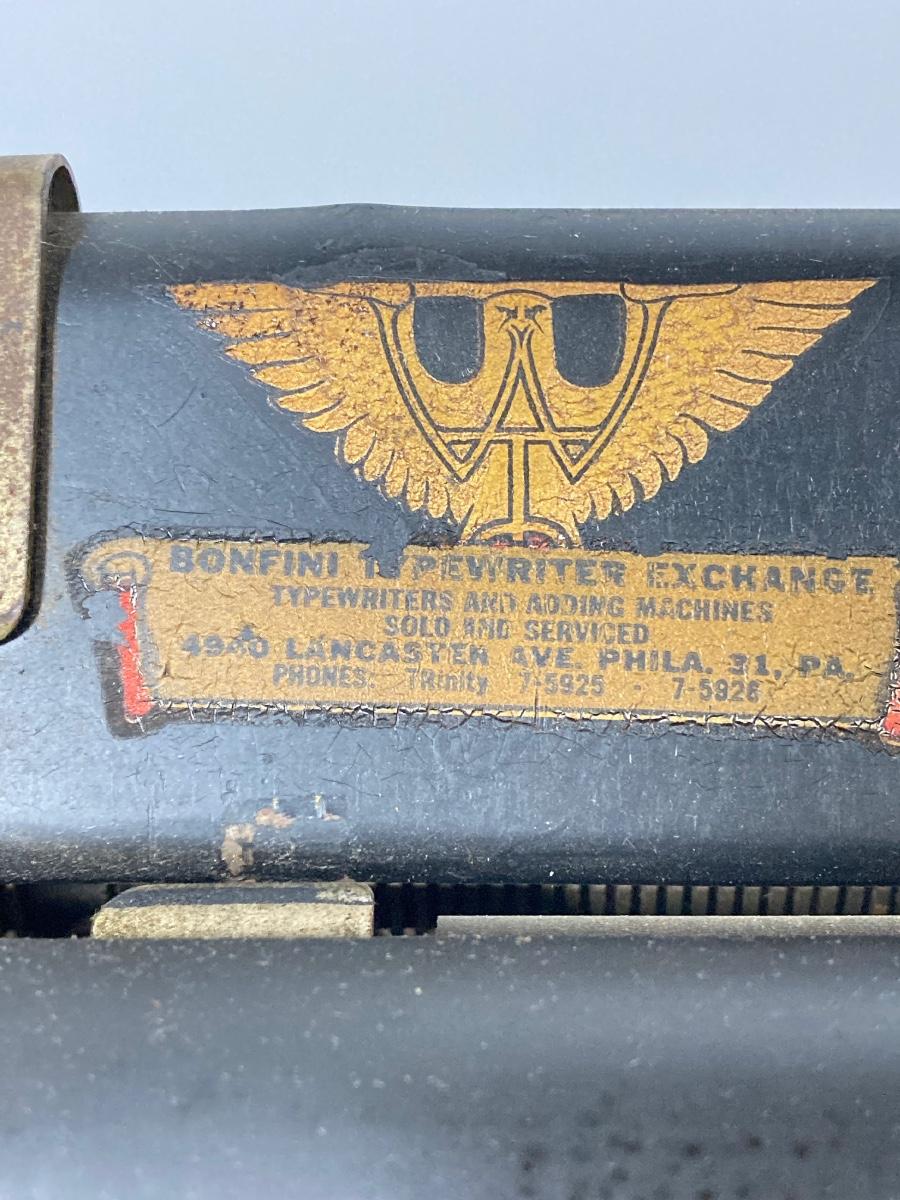 BONFINI TYPEWRITER EXCHANGE
TYPEWRITERS AND ADDING MACHINES
SOLD AND SERVICED
4940 LANCASTER AVE. PHILA. 31, PA.
PHONES: TRinity 7-5925 - 7-5926